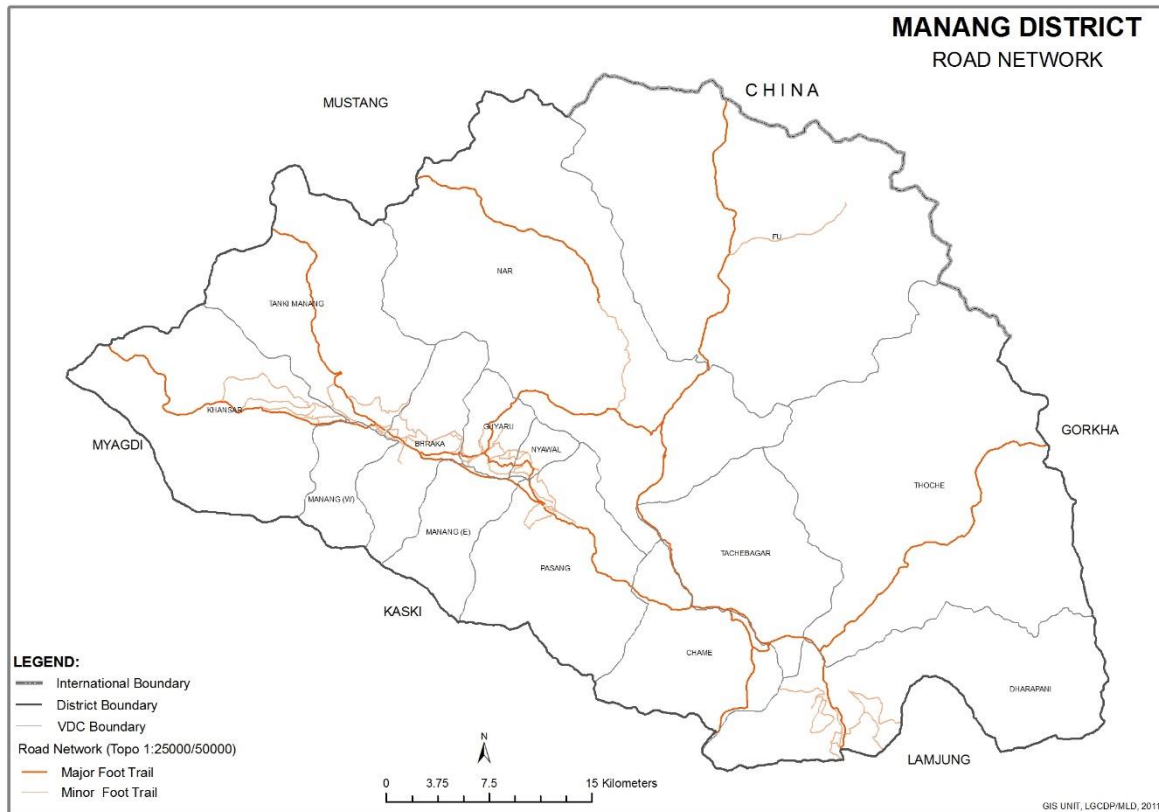 MANANG DISTRICT
ROAD NETWORK
CHINA
MUSTANG
FU
NAR
TANKI MANANG
KHANSAR
GUYARU
GORKHA
MYAGDI
BHRAKA
NYAWAL
THOCHE
MANANG (W)
MANANG (E)
TACHEBAGAR
PASANG
KASKI
CHAME
DHARAPANI
LAMJUNG
LEGEND:
International Boundary
District Boundary
VDC Boundary
Road Network (Topo 1:25000/50000)
Major Foot Trail
Minor Foot Trail
N
0 3.75 7.5 15 Kilometers
GIS UNIT, LGCDP/MLD, 2011